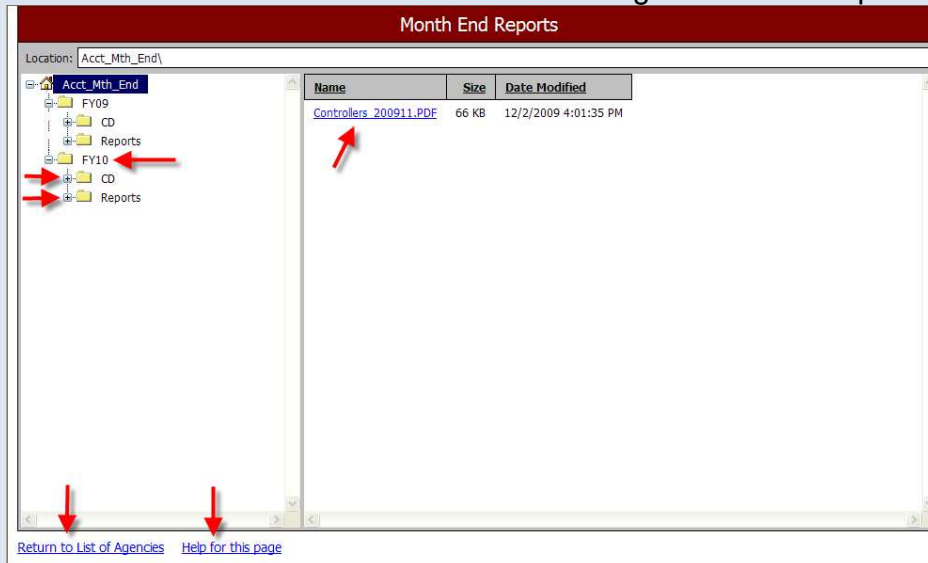 Month End Reports
Location: Acct_Mth_End\
Acct_Mth_End
FY09
CD
Reports
FY10
CD
Reports
Name Size Date Modified
Controllers_200911.PDF 66 KB 12/2/2009 4:01:35 PM
Return to List of Agencies Help for this page